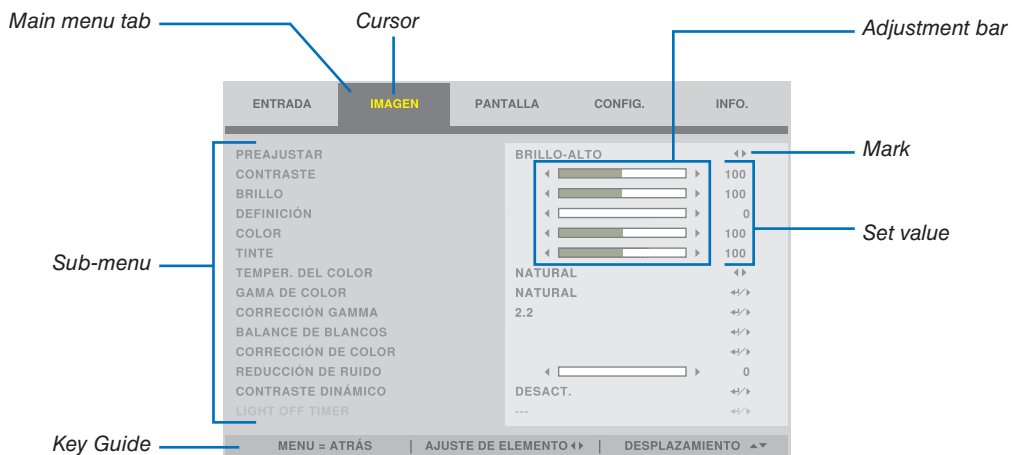 Main menu tab
Cursor
Adjustment bar
ENTRADA IMAGEN PANTALLA CONFIG. INFO.
PREAJUSTAR BRILLO-ALTO
Mark
CONTRASTE 100
BRILLO 100
DEFINICIÓN 0
COLOR 100
Set value
TINTE 100
Sub-menu
TEMPER. DEL COLOR NATURAL
GAMA DE COLOR NATURAL
CORRECCIÓN GAMMA 2.2
BALANCE DE BLANCOS
CORRECCIÓN DE COLOR
REDUCCIÓN DE RUIDO 0
CONTRASTE DINÁMICO DESACT.
LIGHT OFF TIMER ---
Key Guide
MENU = ATRÁS | AJUSTE DE ELEMENTO | DESPLAZAMIENTO